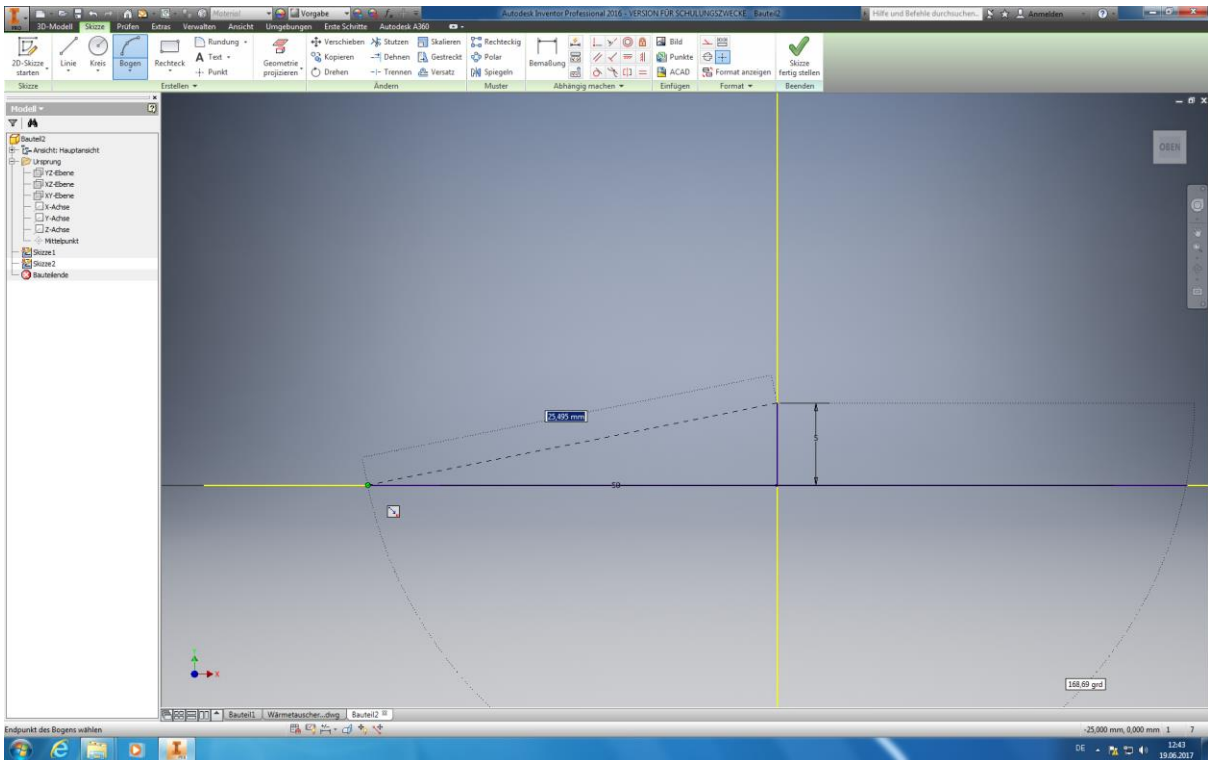 Material Vorgabe Autodesk Inventor Professional 2016 - VERSION FÜR SCHULUNGSZWECKE Bauteil2 Hilfe und Befehle durchsuchen... Anmelden
3D-Modell Skizze Prüfen Extras Verwalten Ansicht Umgebungen Erste Schritte Autodesk A360
2D-Skizze starten
Linie
Kreis
Bogen
Rechteck
Rundung
Text
Punkt
Geometrie projizieren
Verschieben Stutzen Skalieren
Kopieren Dehnen Gestreckt
Drehen Trennen Versatz
Rechteckig
Polar
Spiegeln
Bemaßung
Bild
Punkte
ACAD
Format anzeigen
Skizze fertig stellen
Skizze Erstellen Ändern Muster Abhängig machen Einfügen Format Beenden
Modell
Bauteil2
Ansicht: Hauptansicht
Ursprung
YZ-Ebene
XZ-Ebene
XY-Ebene
X-Achse
Y-Achse
Z-Achse
Mittelpunkt
Skizze1
Skizze2
Bauteilende
OBEN
25,495 mm
5
50
168,69 grd
X
Bauteil1 Wärmetauscher...dwg Bauteil2
Endpunkt des Bogens wählen -25,000 mm, 0,000 mm 1 7
DE 12:43
19.06.2017